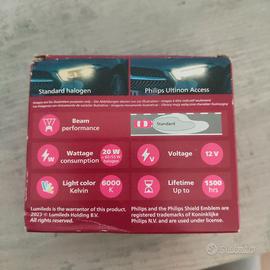 Standard halogen
Philips Ultinon Access
Beam
performance
Standard
Wattage
consumption
20 W
Voltage
12 V
Light color
Kelvin
6000
K
Lifetime
Up to
1500
hrs
Lumileds is the warrantor of this product.
2023 © Lumileds Holding B.V.
All rights reserved.
Philips and the Philips Shield Emblem are
registered trademarks of Koninklijke
Philips N.V. and are used under license.
subito